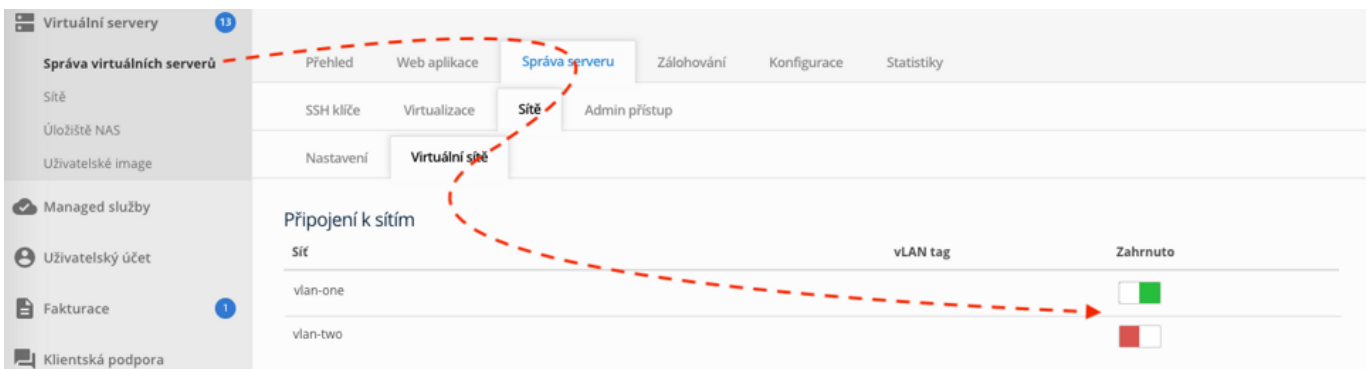 Virtuální servery 13
Správa virtuálních serverů
Sítě
Úložiště NAS
Uživatelské image
Managed služby
Uživatelský účet
Fakturace 1
Klientská podpora
Přehled Web aplikace Správa serveru Zálohování Konfigurace Statistiky
SSH klíče Virtualizace Sítě Admin přístup
Nastavení Virtuální sítě
Připojení k sítím
Síť vLAN tag Zahrnuto
vlan-one
vlan-two